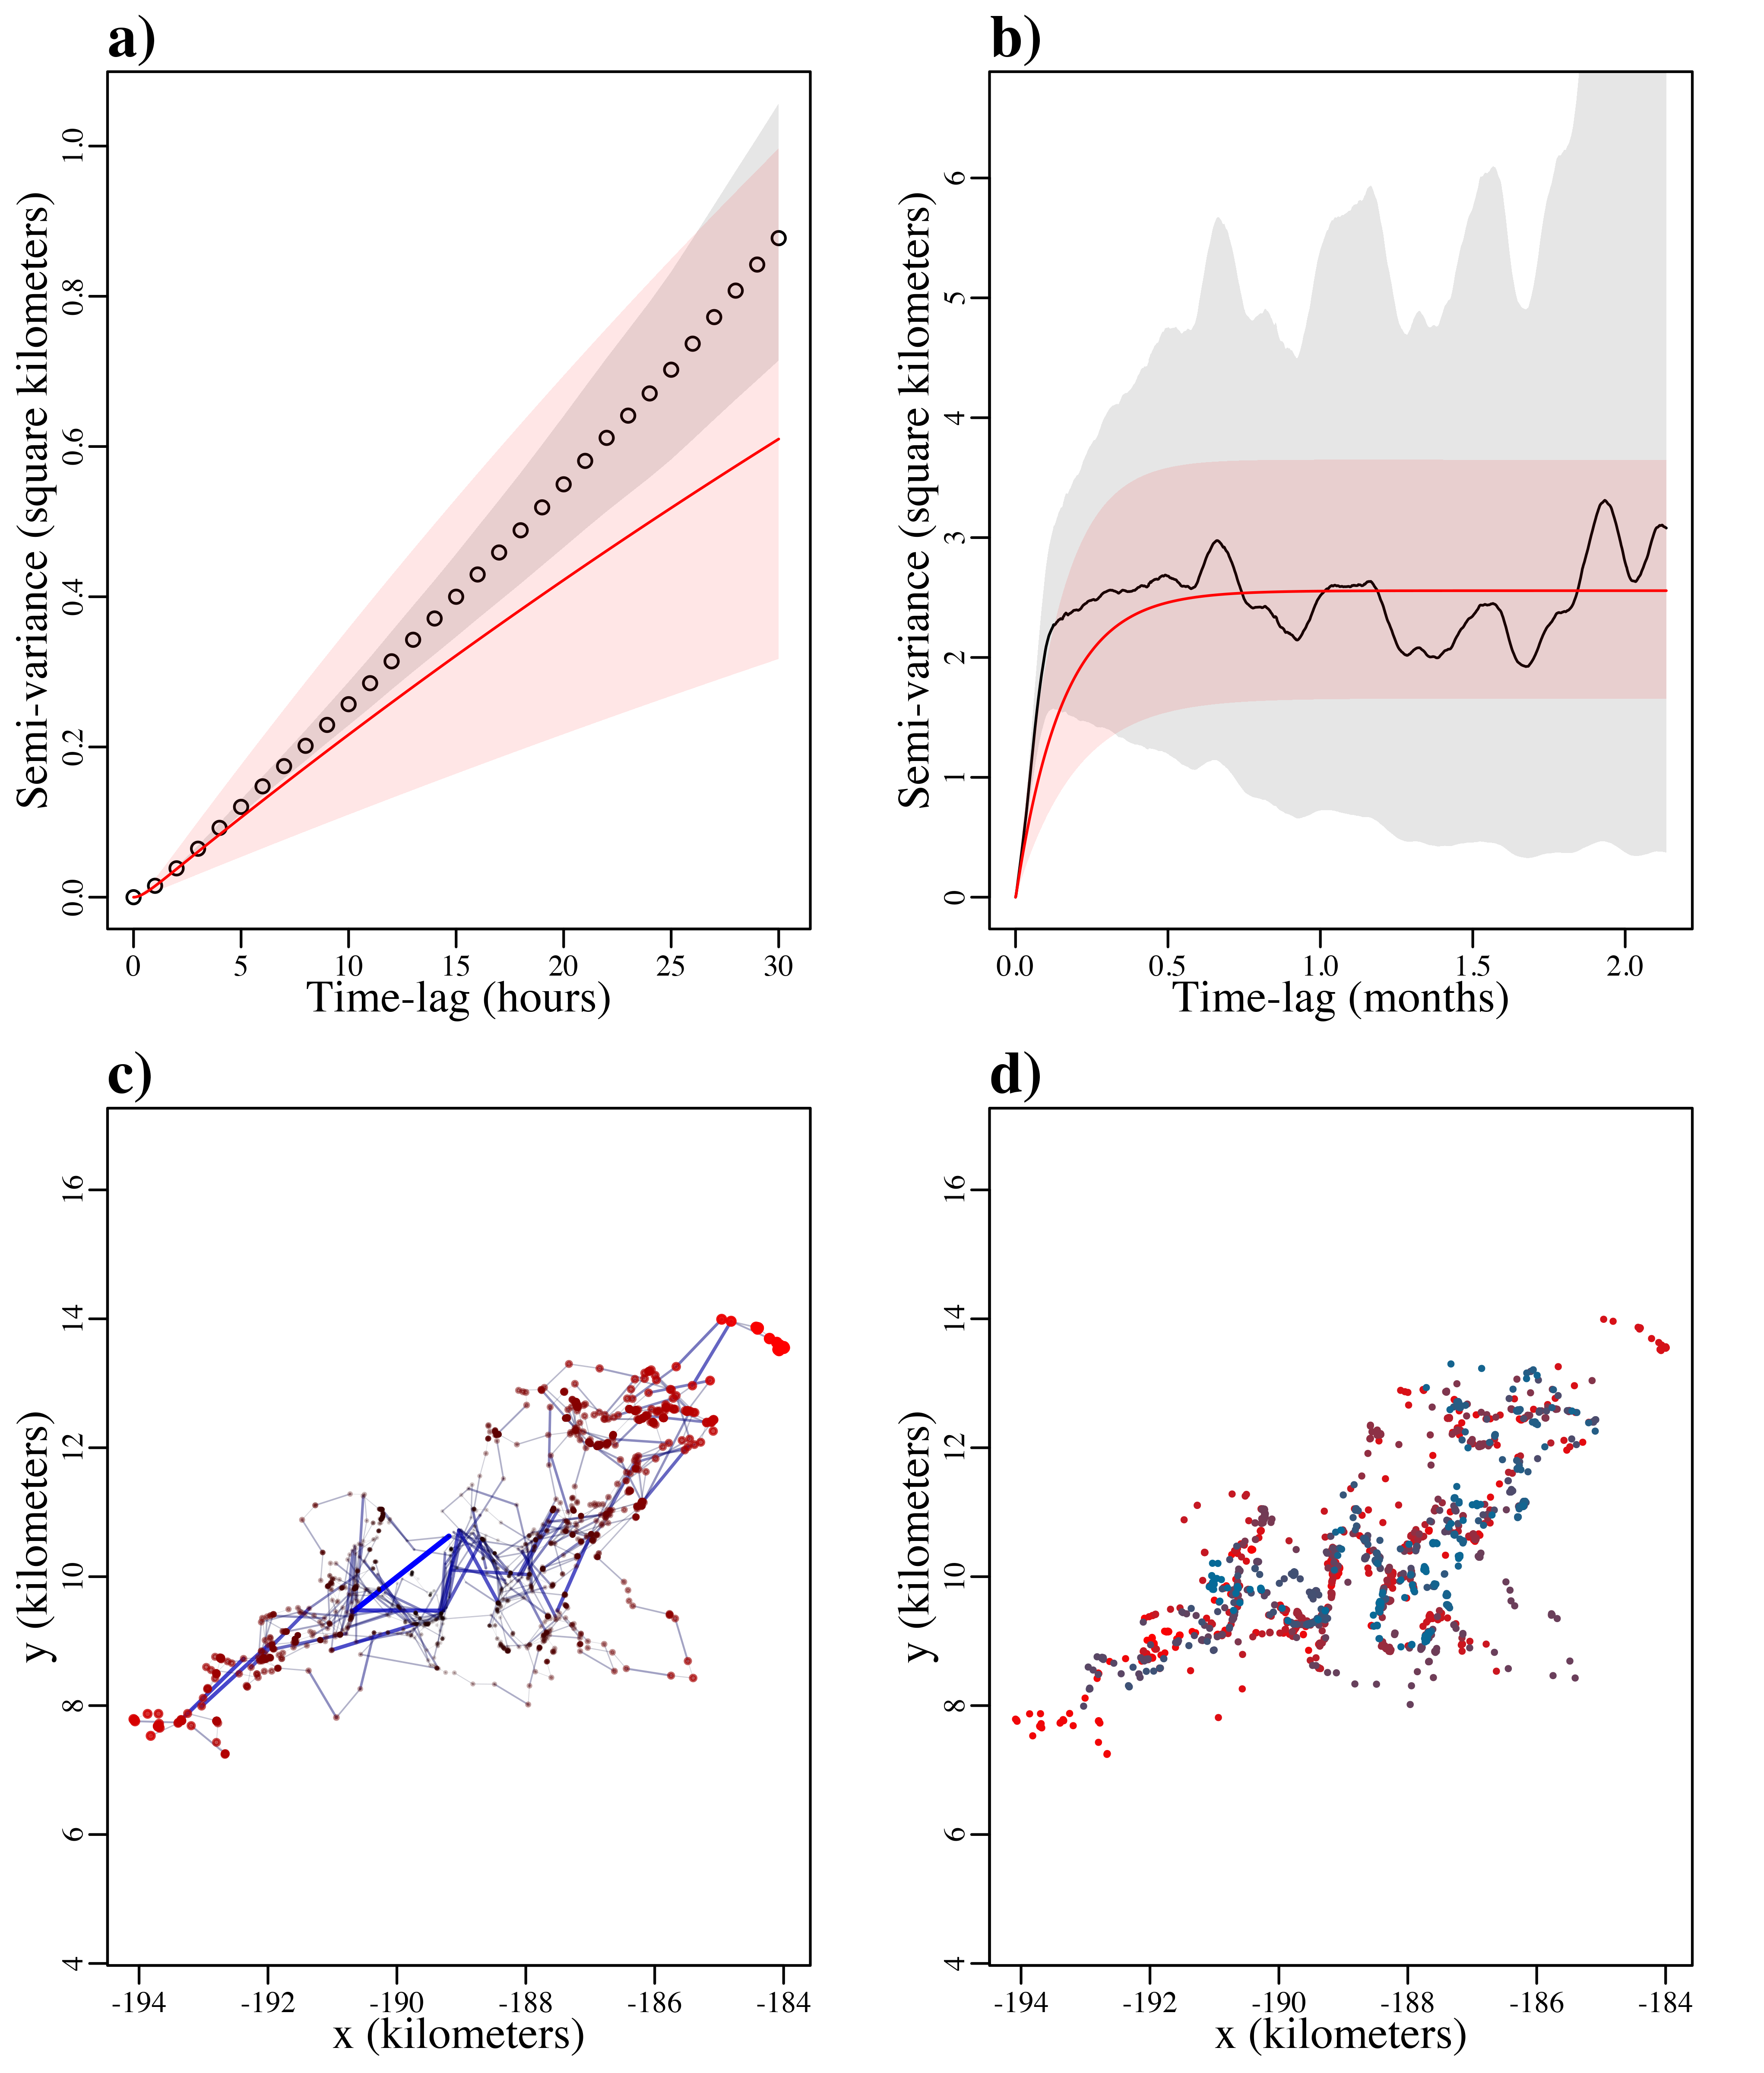 a)
Semi-variance (square kilometers)
1.0
0.8
0.6
0.4
0.2
0.0
0 5 10 15 20 25 30
Time-lag (hours)
b)
Semi-variance (square kilometers)
6
5
4
3
2
1
0
0.0 0.5 1.0 1.5 2.0
Time-lag (months)
c)
y (kilometers)
16
14
12
10
8
6
4
-194 -192 -190 -188 -186 -184
x (kilometers)
d)
y (kilometers)
16
14
12
10
8
6
4
-194 -192 -190 -188 -186 -184
x (kilometers)